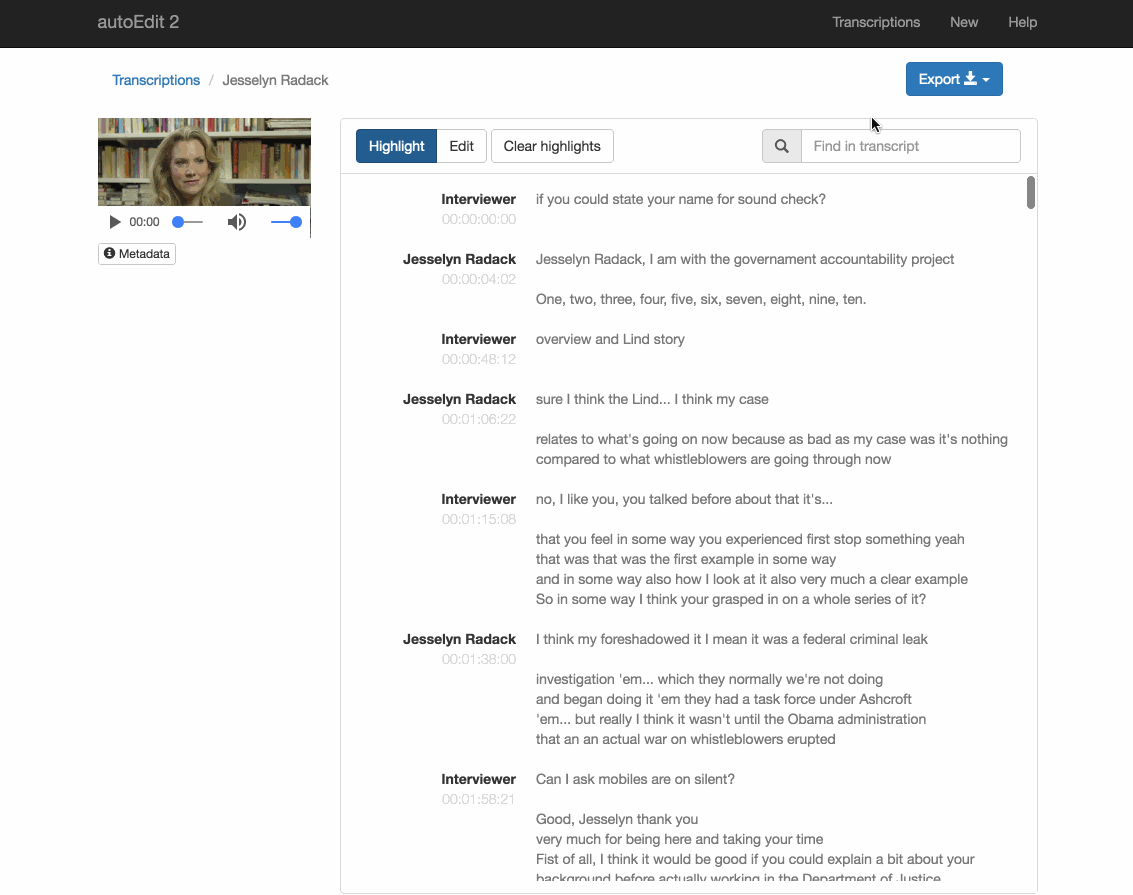 autoEdit 2
Transcriptions New Help
Transcriptions / Jesselyn Radack
Export
Highlight Edit Clear highlights
Find in transcript
00:00
Metadata
Interviewer if you could state your name for sound check?
00:00:00:00
Jesselyn Radack Jesselyn Radack, I am with the governament accountability project
00:00:04:02
One, two, three, four, five, six, seven, eight, nine, ten.
Interviewer overview and Lind story
00:00:48:12
Jesselyn Radack sure I think the Lind... I think my case
00:01:06:22
relates to what's going on now because as bad as my case was it's nothing
compared to what whistleblowers are going through now
Interviewer no, I like you, you talked before about that it's...
00:01:15:08
that you feel in some way you experienced first stop something yeah
that was that was the first example in some way
and in some way also how I look at it also very much a clear example
So in some way I think your grasped in on a whole series of it?
Jesselyn Radack I think my foreshadowed it I mean it was a federal criminal leak
00:01:38:00
investigation 'em... which they normally we're not doing
and began doing it 'em they had a task force under Ashcroft
'em... but really I think it wasn't until the Obama administration
that an an actual war on whistleblowers erupted
Interviewer Can I ask mobiles are on silent?
00:01:58:21
Good, Jesselyn thank you
very much for being here and taking your time
Fist of all, I think it would be good if you could explain a bit about your
background before actually working in the Department of Justice